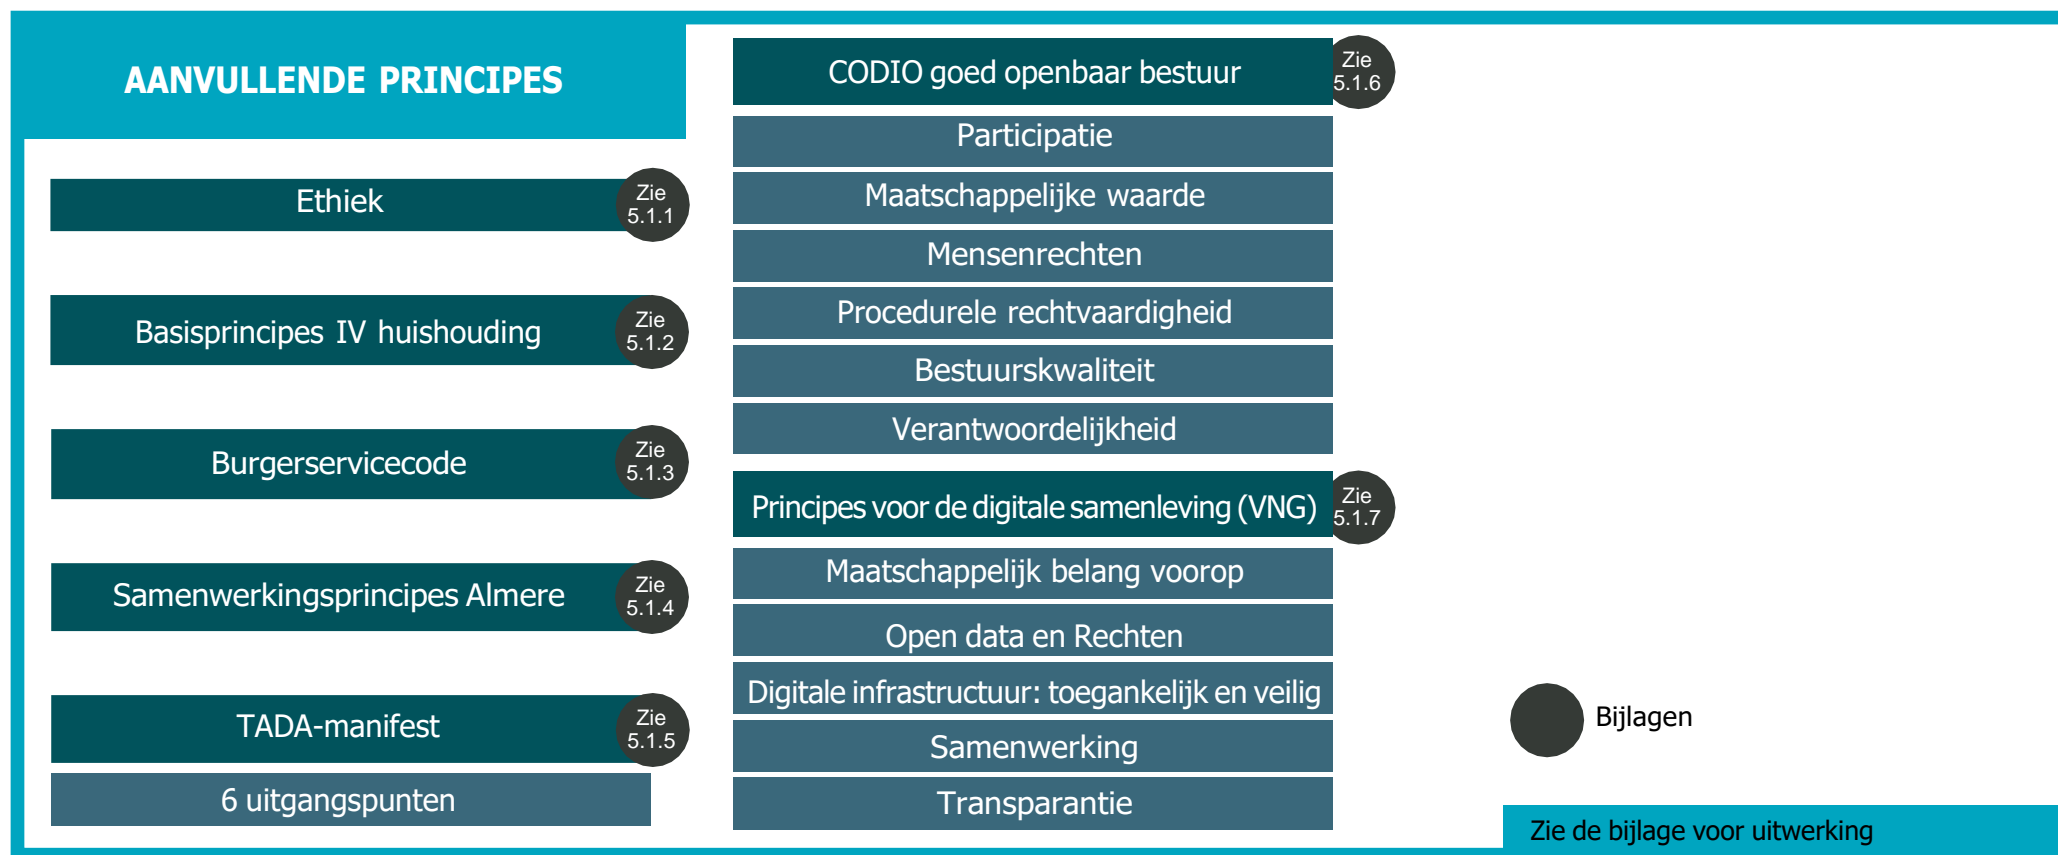 AANVULLENDE PRINCIPES
Ethiek
Zie
5.1.1
Basisprincipes IV huishouding
Zie
5.1.2
Burgerservicecode
Zie
5.1.3
Samenwerkingsprincipes Almere
Zie
5.1.4
TADA-manifest
Zie
5.1.5
6 uitgangspunten
CODIO goed openbaar bestuur
Zie
5.1.6
Participatie
Maatschappelijke waarde
Mensenrechten
Procedurele rechtvaardigheid
Bestuurskwaliteit
Verantwoordelijkheid
Principes voor de digitale samenleving (VNG)
Zie
5.1.7
Maatschappelijk belang voorop
Open data en Rechten
Digitale infrastructuur: toegankelijk en veilig
Samenwerking
Transparantie
Bijlagen
Zie de bijlage voor uitwerking